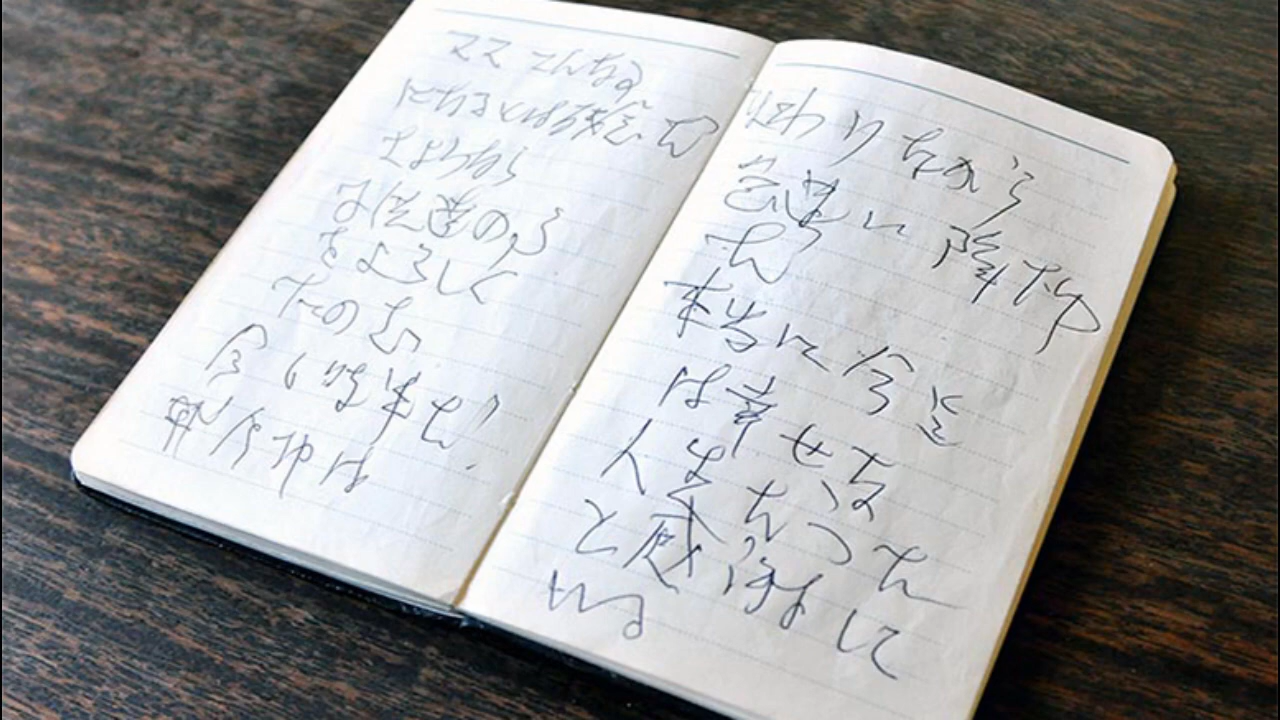 ママ こんな事
になるとは残念だ
さよなら
子供達の事
をよろしく
たのむ
今6時半だ
飛行機は
まわりながら
急速に降下中
だ
本当に今迄
は幸せな
人生だった
と感謝して
いる